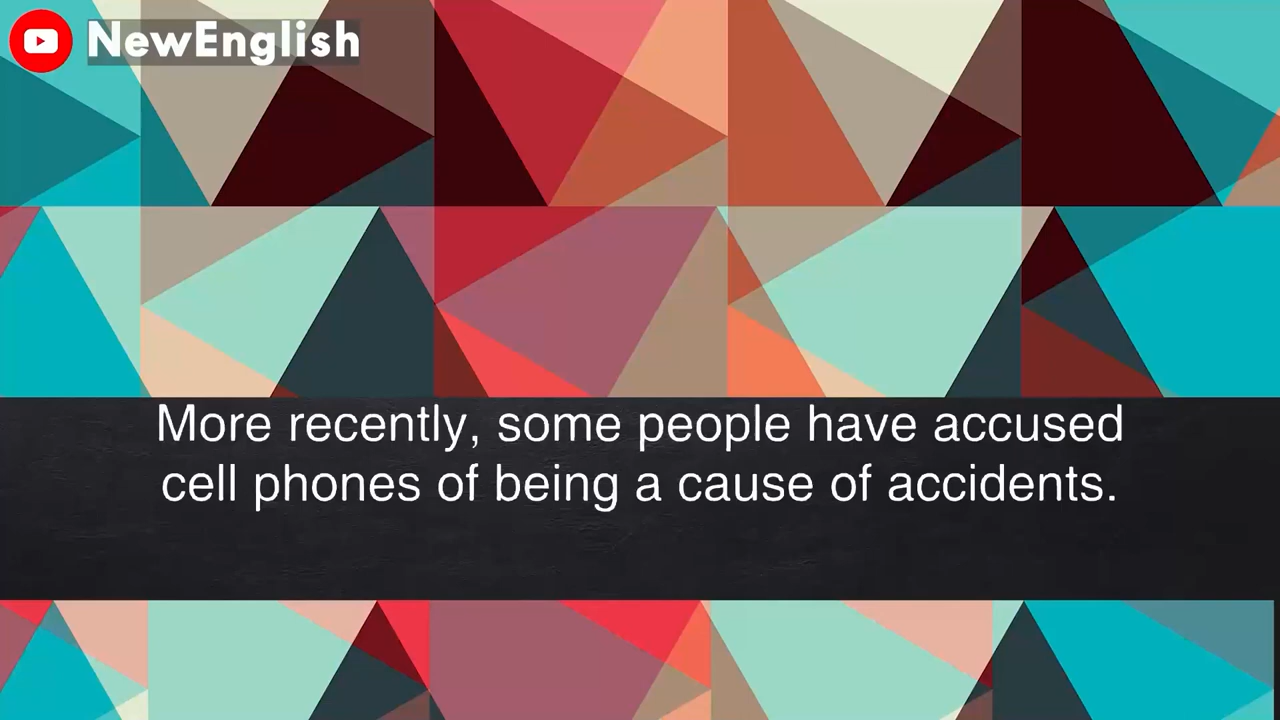 NewEnglish
More recently, some people have accused
cell phones of being a cause of accidents.